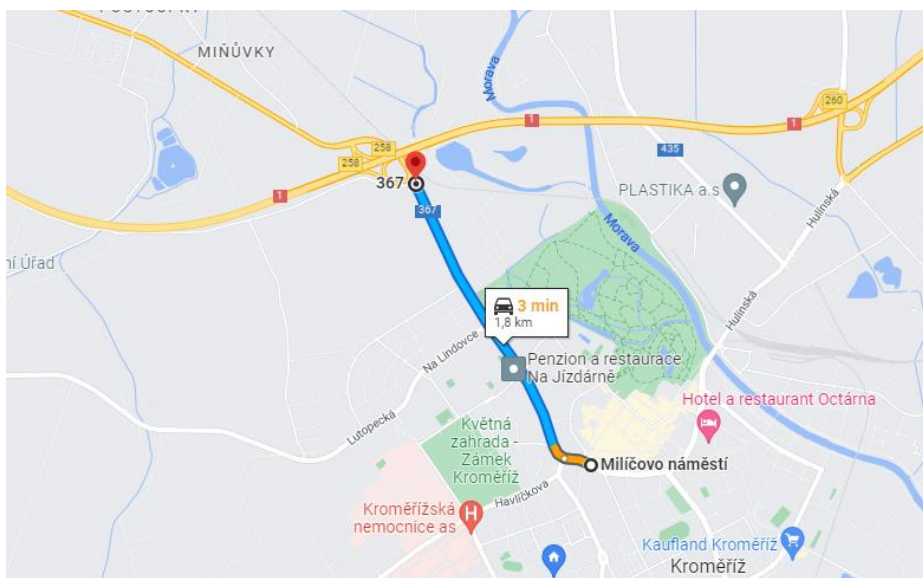 MIŇŮVKY
Morava
260
1
1
258
435
258
367
PLASTIKA a.s
1
367
Hulínská
ní Úřad
Morava
3 min
1,8 km
Hulínská
Na Lindovce
Penzion a restaurace
Na Jízdárně
Hotel a restaurant Octárna
Lutopecká
Květná
zahrada -
Zámek
Kroměříž
Milíčovo náměstí
Havlíčkova
Kroměřížská
nemocnice as
H
Kaufland Kroměříž
Kroměříž